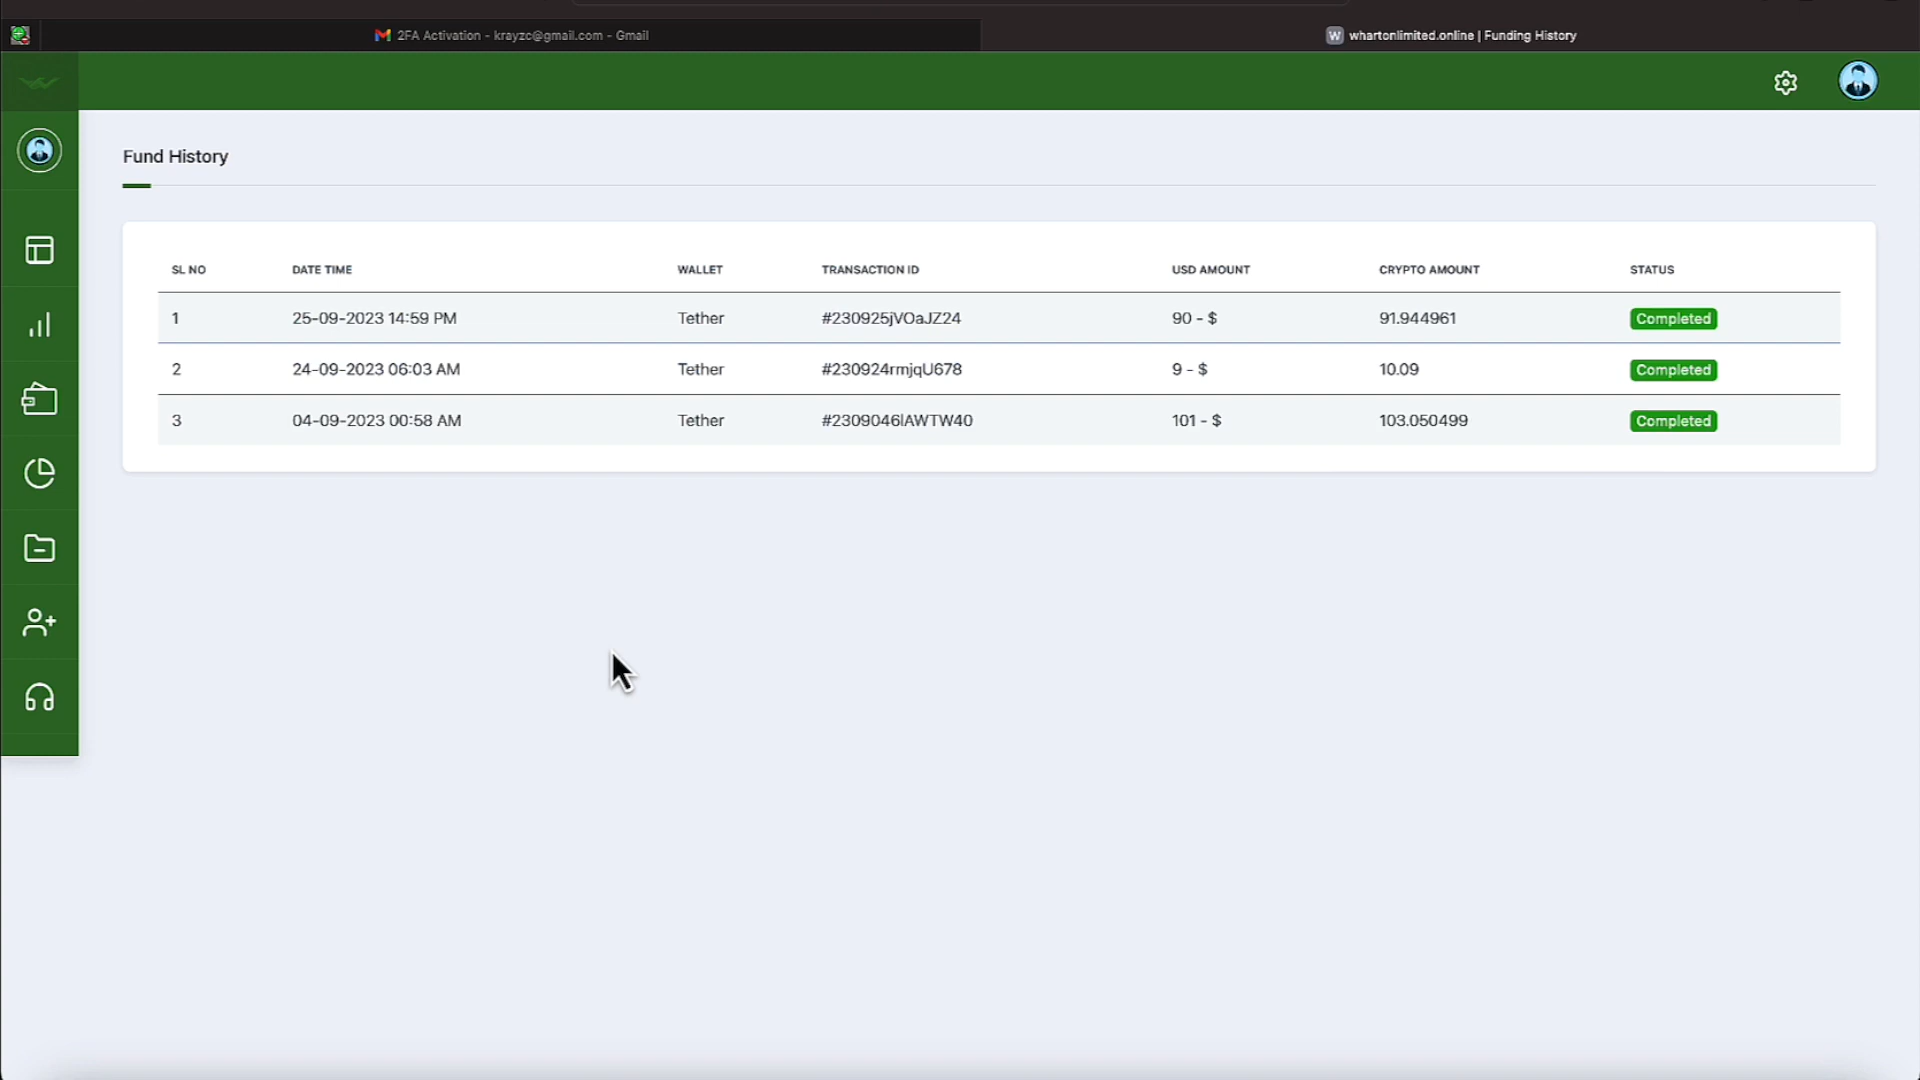 2FA Activation - krayzc@gmail.com - Gmail
W whartonlimited.online | Funding History
Fund History
SL NO DATE TIME WALLET TRANSACTION ID USD AMOUNT CRYPTO AMOUNT STATUS
1 25-09-2023 14:59 PM Tether #230925jVOaJZ24 90 - $ 91.944961 Completed
2 24-09-2023 06:03 AM Tether #230924rmjqU678 9 - $ 10.09 Completed
3 04-09-2023 00:58 AM Tether #2309046lAWTW40 101 - $ 103.050499 Completed